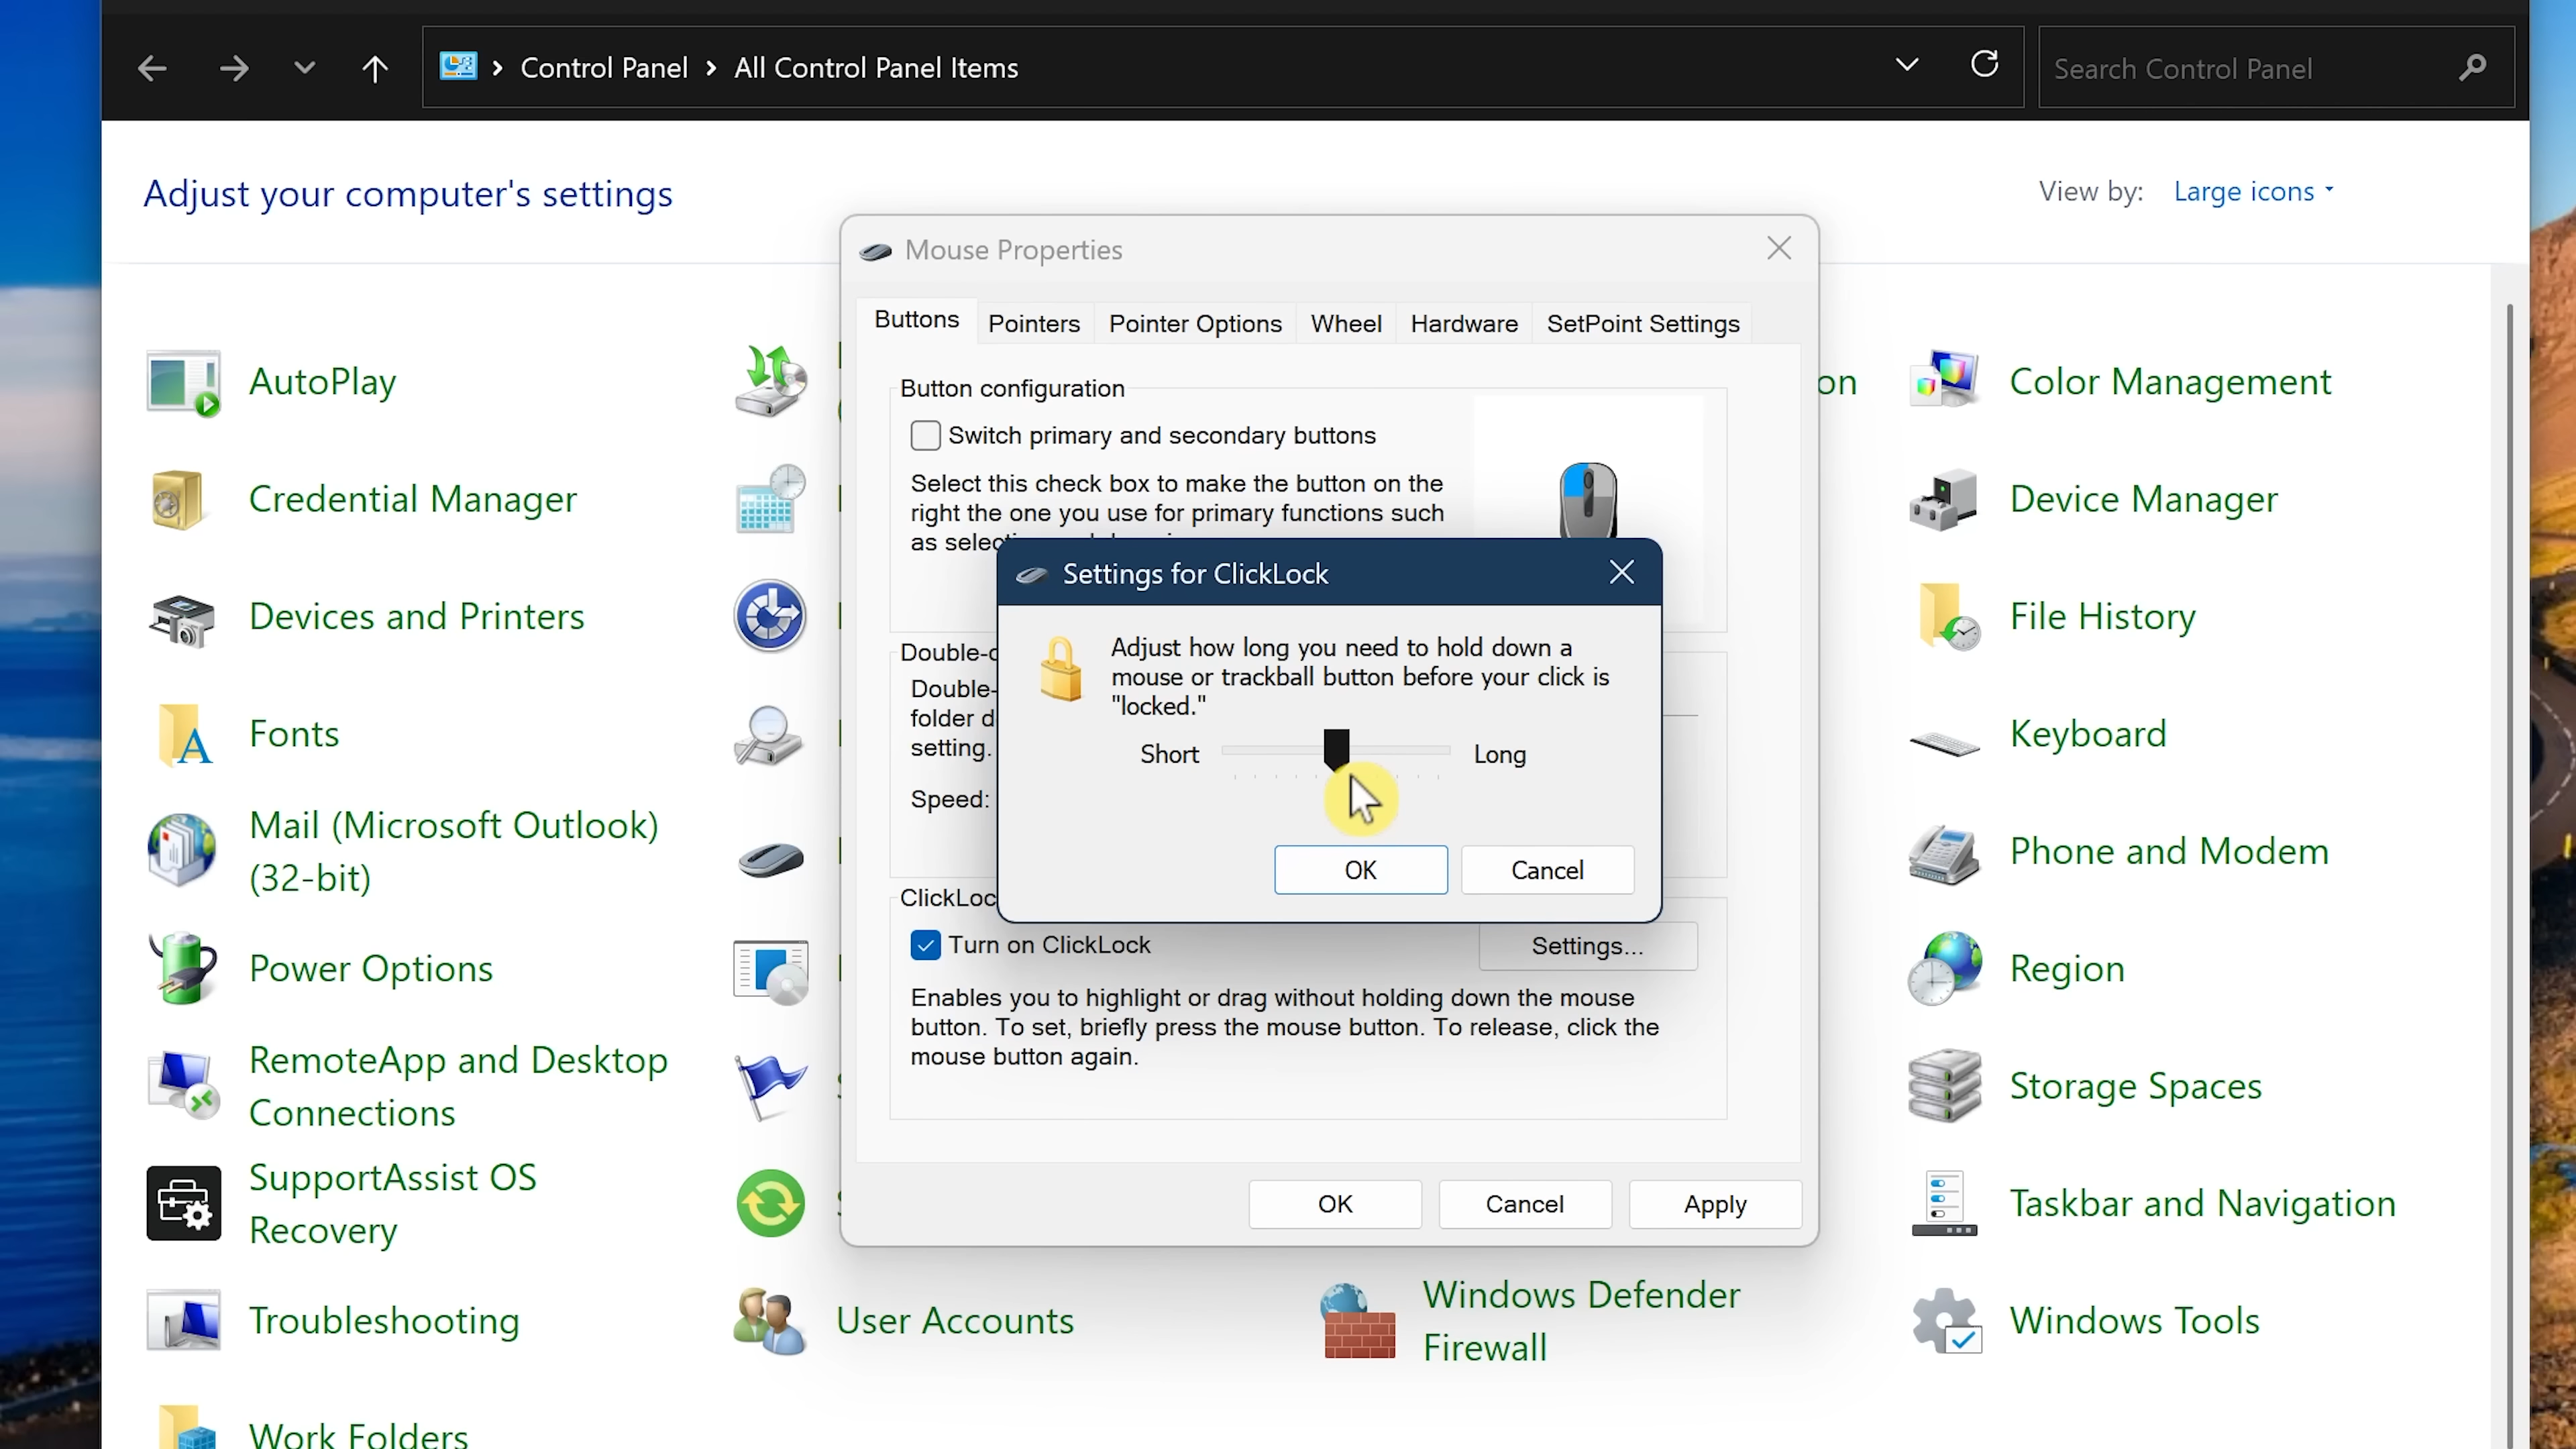 Control Panel
All Control Panel Items
Search Control Panel
Adjust your computer's settings
View by:
Large icons
Mouse Properties
Buttons
Pointers
Pointer Options
Wheel
Hardware
SetPoint Settings
Button configuration
Switch primary and secondary buttons
Select this check box to make the button on the
right the one you use for primary functions such
as
Double-
Double-
folder
setting.
Speed:
Settings for ClickLock
Adjust how long you need to hold down a
mouse or trackball button before your click is
"locked."
Short
Long
OK
Cancel
ClickLoc
Turn on ClickLock
Settings...
Enables you to highlight or drag without holding down the mouse
button. To set, briefly press the mouse button. To release, click the
mouse button again.
OK
Cancel
Apply
AutoPlay
on
Color Management
Credential Manager
Device Manager
Devices and Printers
File History
Fonts
Keyboard
Mail (Microsoft Outlook)
(32-bit)
Phone and Modem
Power Options
Region
RemoteApp and Desktop
Connections
Storage Spaces
SupportAssist OS
Recovery
Taskbar and Navigation
Troubleshooting
User Accounts
Windows Defender
Firewall
Windows Tools
Work Folders